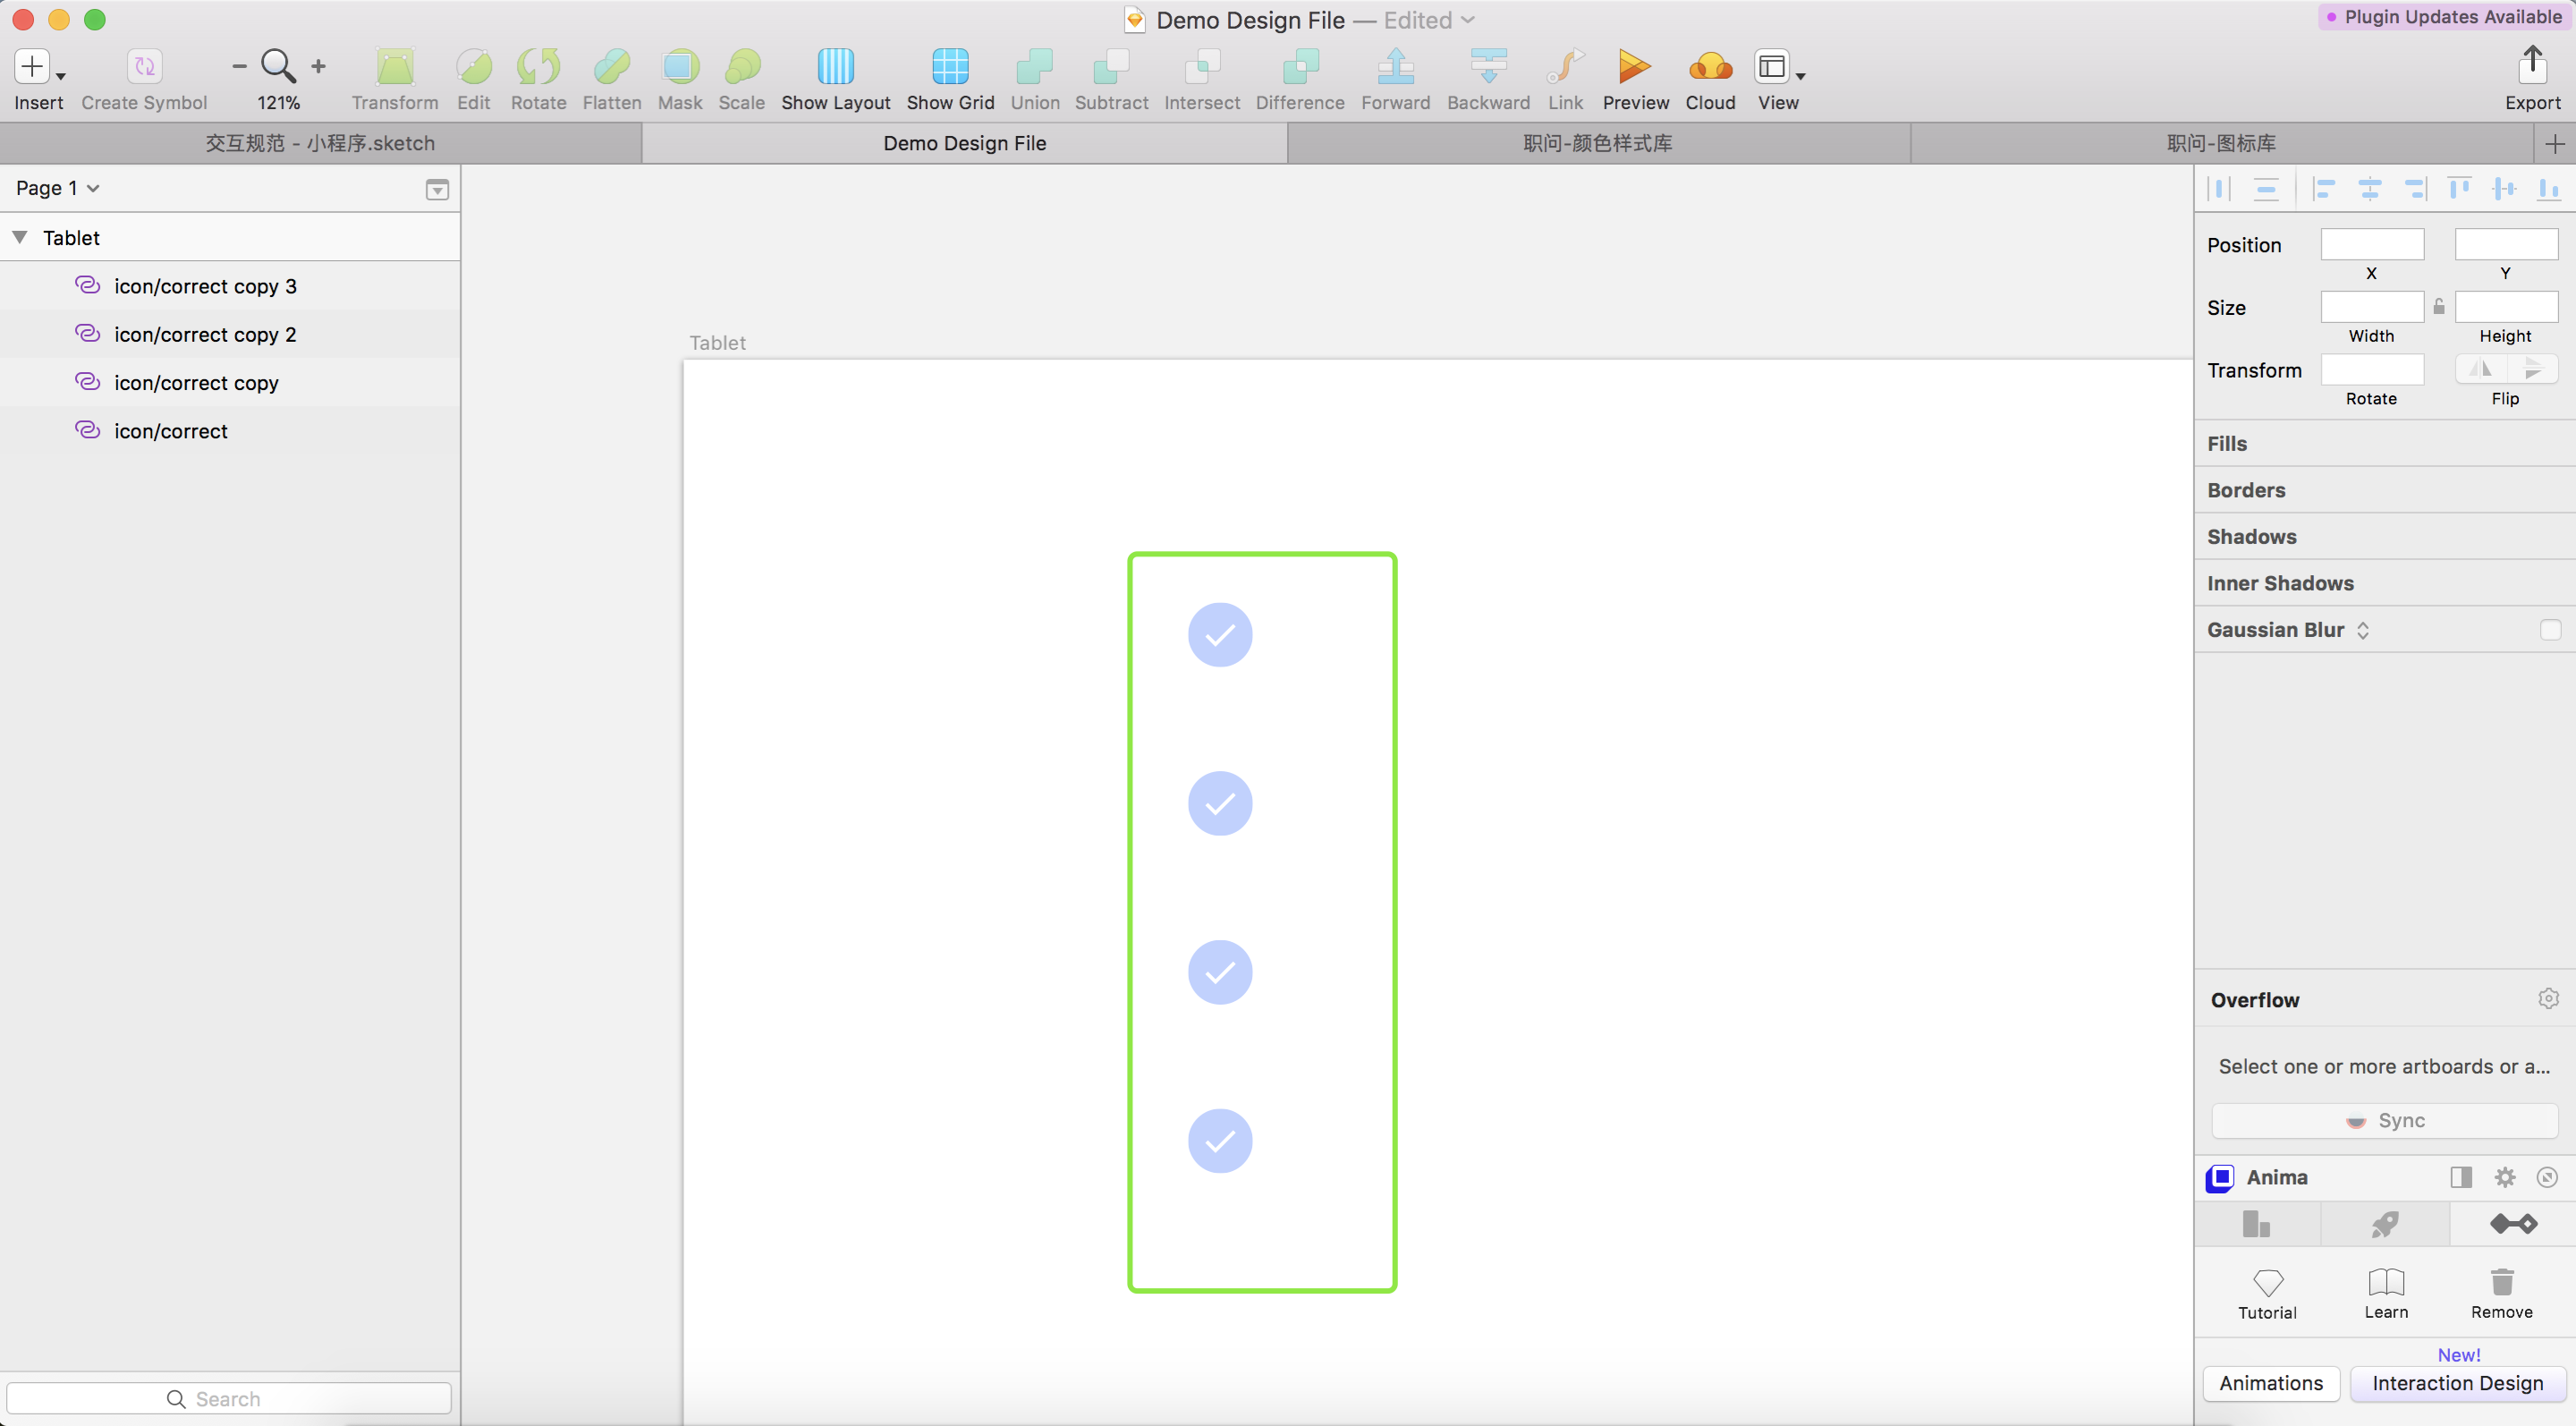 Demo Design File — Edited
Plugin Updates Available
Insert
Create Symbol
121%
Transform
Edit
Rotate
Flatten
Mask
Scale
Show Layout
Show Grid
Union
Subtract
Intersect
Difference
Forward
Backward
Link
Preview
Cloud
View
Export
交互规范 - 小程序.sketch
Demo Design File
职问-颜色样式库
职问-图标库
Page 1
Tablet
icon/correct copy 3
icon/correct copy 2
icon/correct copy
icon/correct
Search
Tablet
Position
X
Y
Size
Width
Height
Transform
Rotate
Flip
Fills
Borders
Shadows
Inner Shadows
Gaussian Blur
Overflow
Select one or more artboards or a...
Sync
Anima
Tutorial
Learn
Remove
New!
Animations
Interaction Design